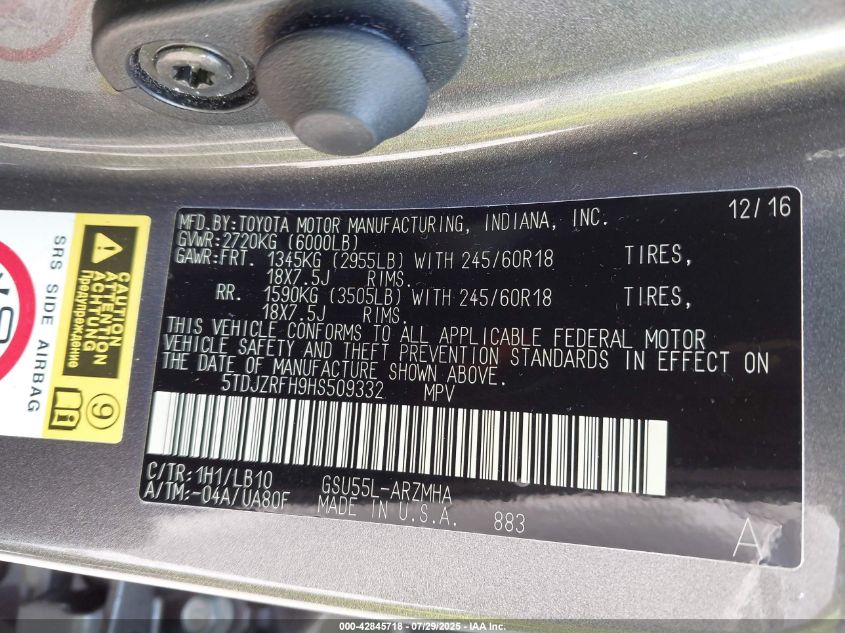 MFD.BY:TOYOTA MOTOR MANUFACTURING, INDIANA, INC. 12/16
GVWR:2720KG (6000LB)
GAWR:FRT. 1345KG (2955LB) WITH 245/60R18 TIRES,
18X7.5J RIMS.
RR. 1590KG (3505LB) WITH 245/60R18 TIRES,
18X7.5J RIMS.
THIS VEHICLE CONFORMS TO ALL APPLICABLE FEDERAL MOTOR
VEHICLE SAFETY AND THEFT PREVENTION STANDARDS IN EFFECT ON
THE DATE OF MANUFACTURE SHOWN ABOVE.
5TDJZRFH9HS509332 MPV
C/TR:1H1/LB10 GSU55L-ARZMHA
A/TM:-04A/UA80F MADE IN U.S.A. 883
A
SRS SIDE AIRBAG
CAUTION
ATTENTION
ACHTUNG
Предупреждение
9
000-42845718 - 07/29/2025 - IAA Inc.